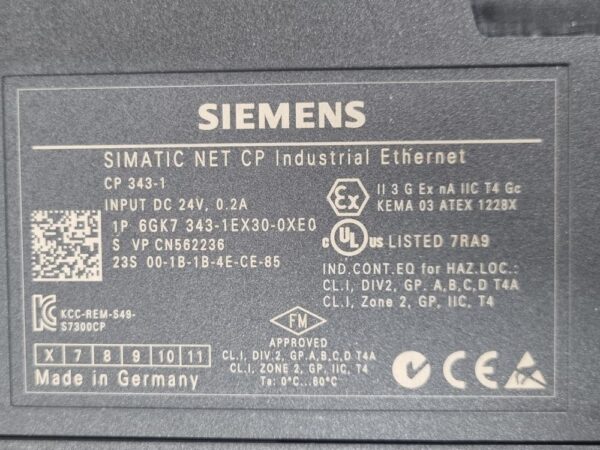 SIEMENS
SIMATIC NET CP Industrial Ethernet
CP 343-1
INPUT DC 24V, 0.2A
1P 6GK7 343-1EX30-0XE0
S VP CN562236
23S 00-1B-1B-4E-CE-85
Ex
II 3 G Ex nA IIC T4 Gc
KEMA 03 ATEX 1228X
C UL US LISTED 7RA9
IND.CONT.EQ for HAZ.LOC.:
CL.I, DIV2, GP. A,B,C,D T4A
CL.I, Zone 2, GP, IIC, T4
KCC-REM-S49-
S7300CP
FM
APPROVED
CL.I, DIV.2, GP.A,B,C,D T4A
CL.I, ZONE 2, GP, IIC, T4
Ta: 0°C...60°C
X 7 8 9 10 11
Made in Germany
CE